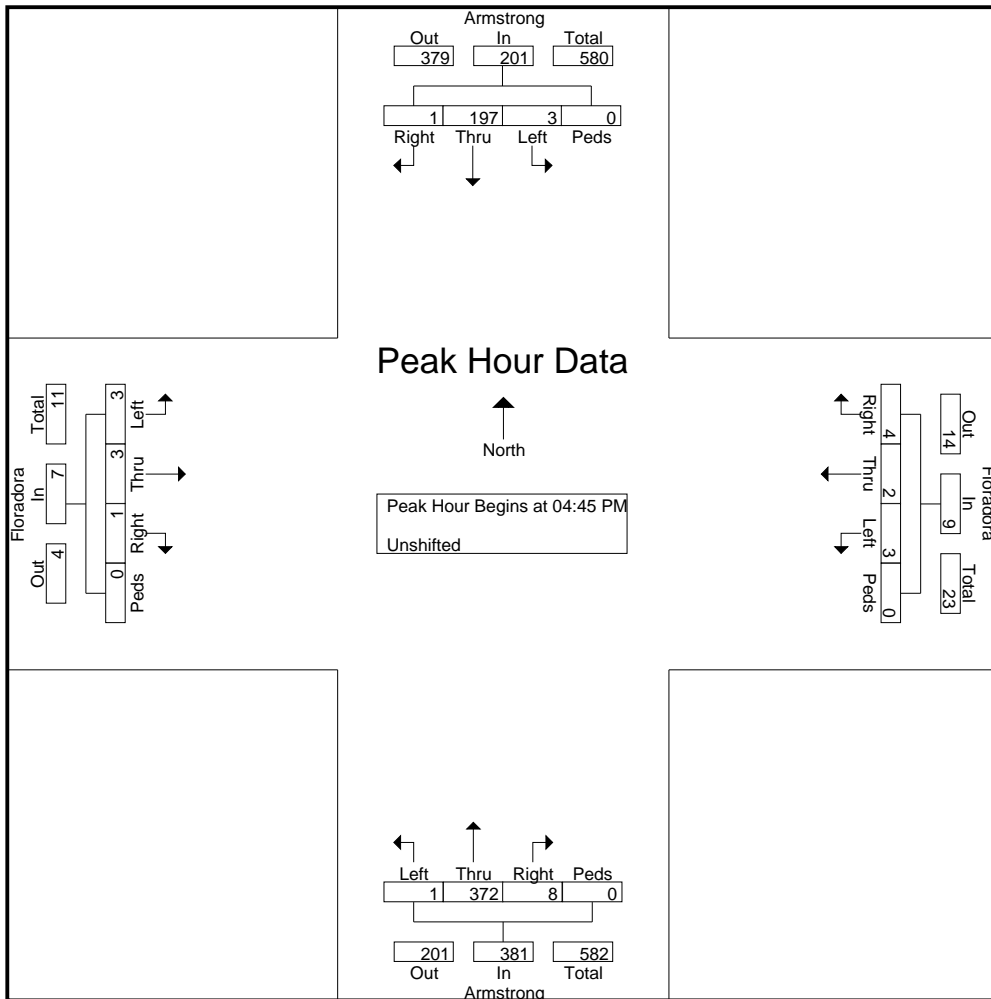 Armstrong
Out In Total
379 201 580
1 197 3 0
Right Thru Left Peds
Peak Hour Data
North
Peak Hour Begins at 04:45 PM
Unshifted
Floradora
Total In Out
11 7 4
3 3 1 0
Left Thru Right Peds
Floradora
Out In Total
14 9 23
4 2 3 0
Right Thru Left Peds
Left Thru Right Peds
1 372 8 0
201 381 582
Out In Total
Armstrong